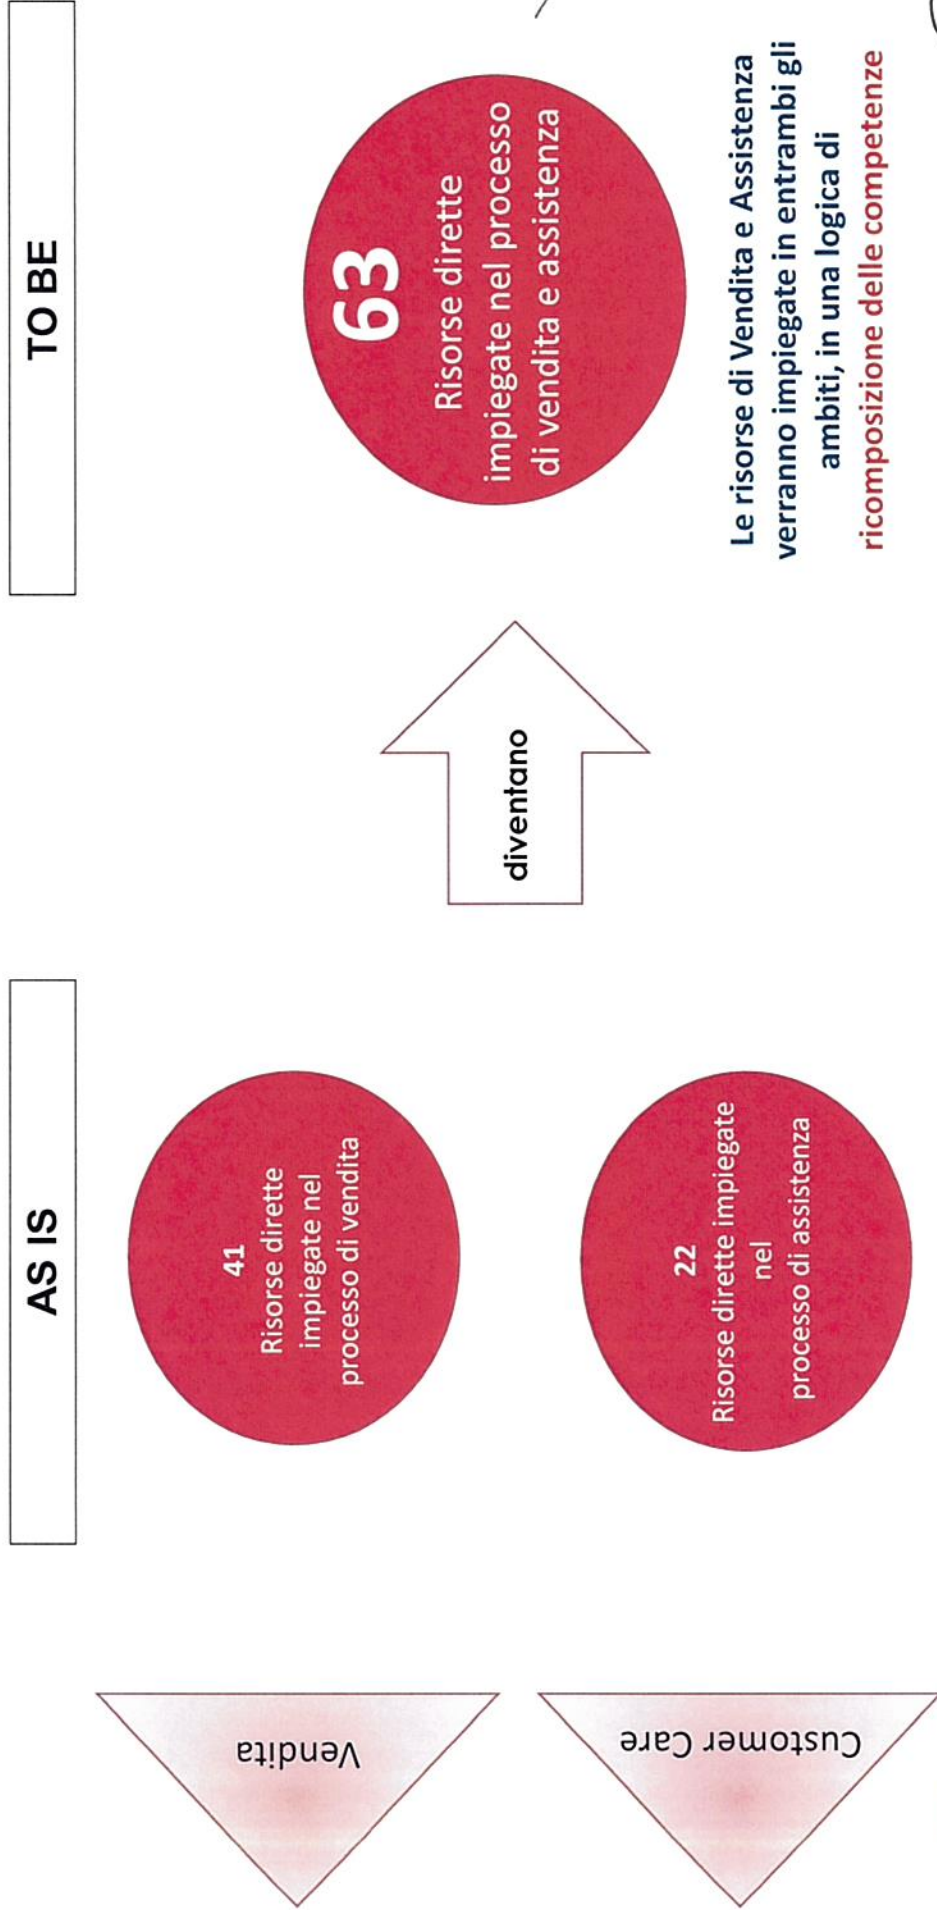 AS IS
TO BE
Vendita
41
Risorse dirette
impiegate nel
processo di vendita
Customer Care
22
Risorse dirette impiegate
nel
processo di assistenza
diventano
63
Risorse dirette
impiegate nel processo
di vendita e assistenza
Le risorse di Vendita e Assistenza
verranno impiegate in entrambi gli
ambiti, in una logica di
ricomposizione delle competenze